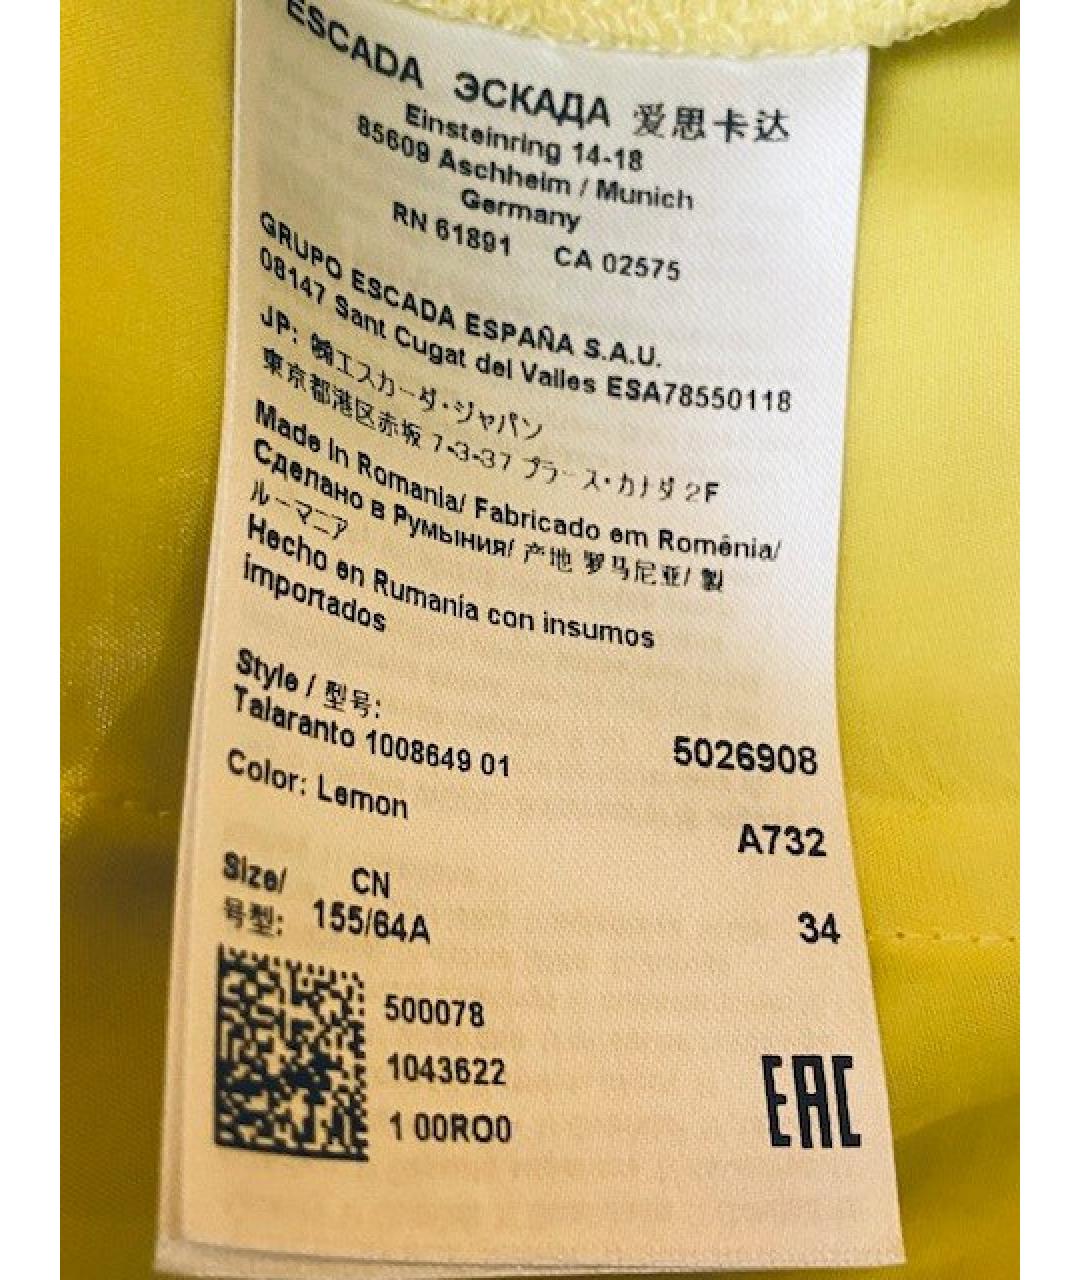 ESCADA ЭСКАДА 爱思卡达
Einsteinring 14-18
85609 Aschheim / Munich
Germany
RN 61891 CA 02575
GRUPO ESCADA ESPAÑA S.A.U.
08147 Sant Cugat del Valles ESA78550118
JP: ㈱エスカーダ・ジャパン
東京都港区赤坂 7-3-37 プラース・カナダ 2F
Made in Romania/ Fabricado em Romênia/
Сделано в Румыния/ 产地 罗马尼亚/ 製
ルーマニア
Hecho en Rumania con insumos
importados
Style / 型号:
Talaranto 1008649 01 5026908
Color: Lemon A732
Size/ CN
号型: 155/64A 34
500078
1043622
1 00RO0
EAC